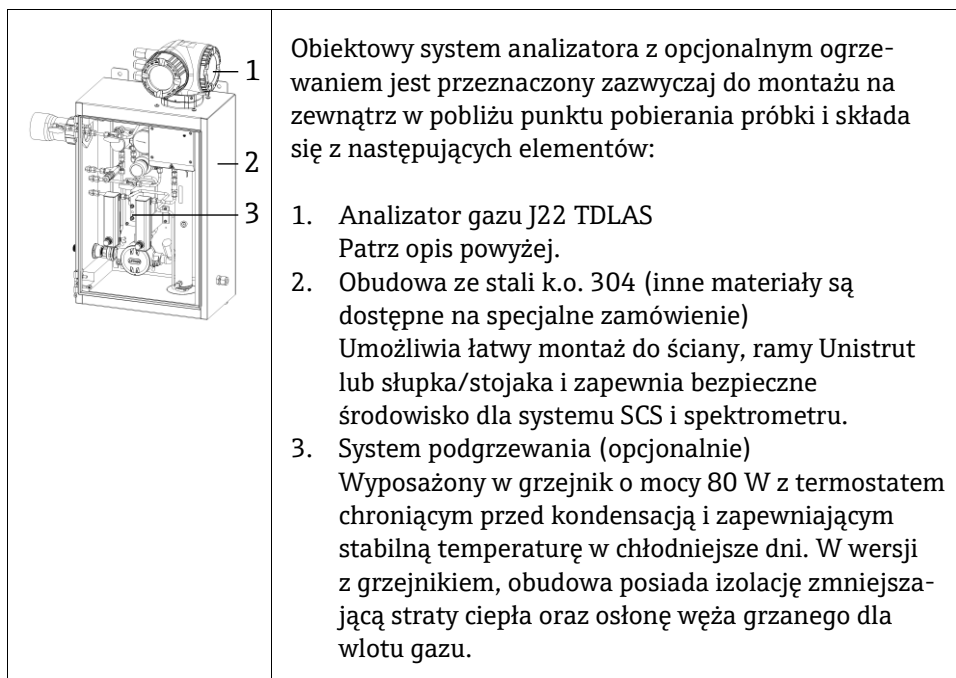 1
2
3
Obiektowy system analizatora z opcjonalnym ogrze-
waniem jest przeznaczony zazwyczaj do montażu na
zewnątrz w pobliżu punktu pobierania próbki i składa
się z następujących elementów:
1. Analizator gazu J22 TDLAS
Patrz opis powyżej.
2. Obudowa ze stali k.o. 304 (inne materiały są
dostępne na specjalne zamówienie)
Umożliwia łatwy montaż do ściany, ramy Unistrut
lub słupka/stojaka i zapewnia bezpieczne
środowisko dla systemu SCS i spektrometru.
3. System podgrzewania (opcjonalnie)
Wyposażony w grzejnik o mocy 80 W z termostatem
chroniącym przed kondensacją i zapewniającym
stabilną temperaturę w chłodniejsze dni. W wersji
z grzejnikiem, obudowa posiada izolację zmniejsza-
jącą straty ciepła oraz osłonę węża grzanego dla
wlotu gazu.